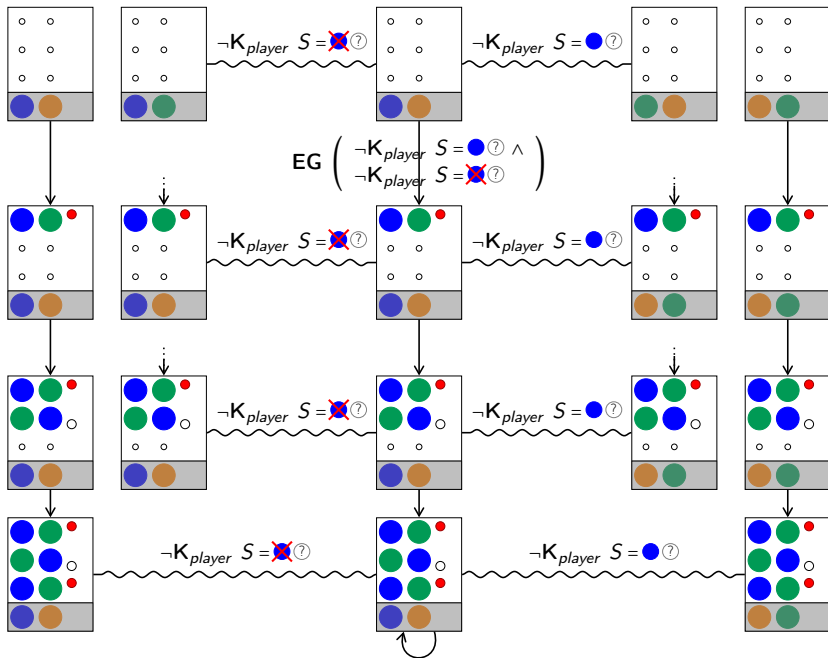 ¬K_player S = ?
¬K_player S = ?
EG ( ¬K_player S = ? ∧
¬K_player S = ? )
¬K_player S = ?
¬K_player S = ?
¬K_player S = ?
¬K_player S = ?
¬K_player S = ?
¬K_player S = ?